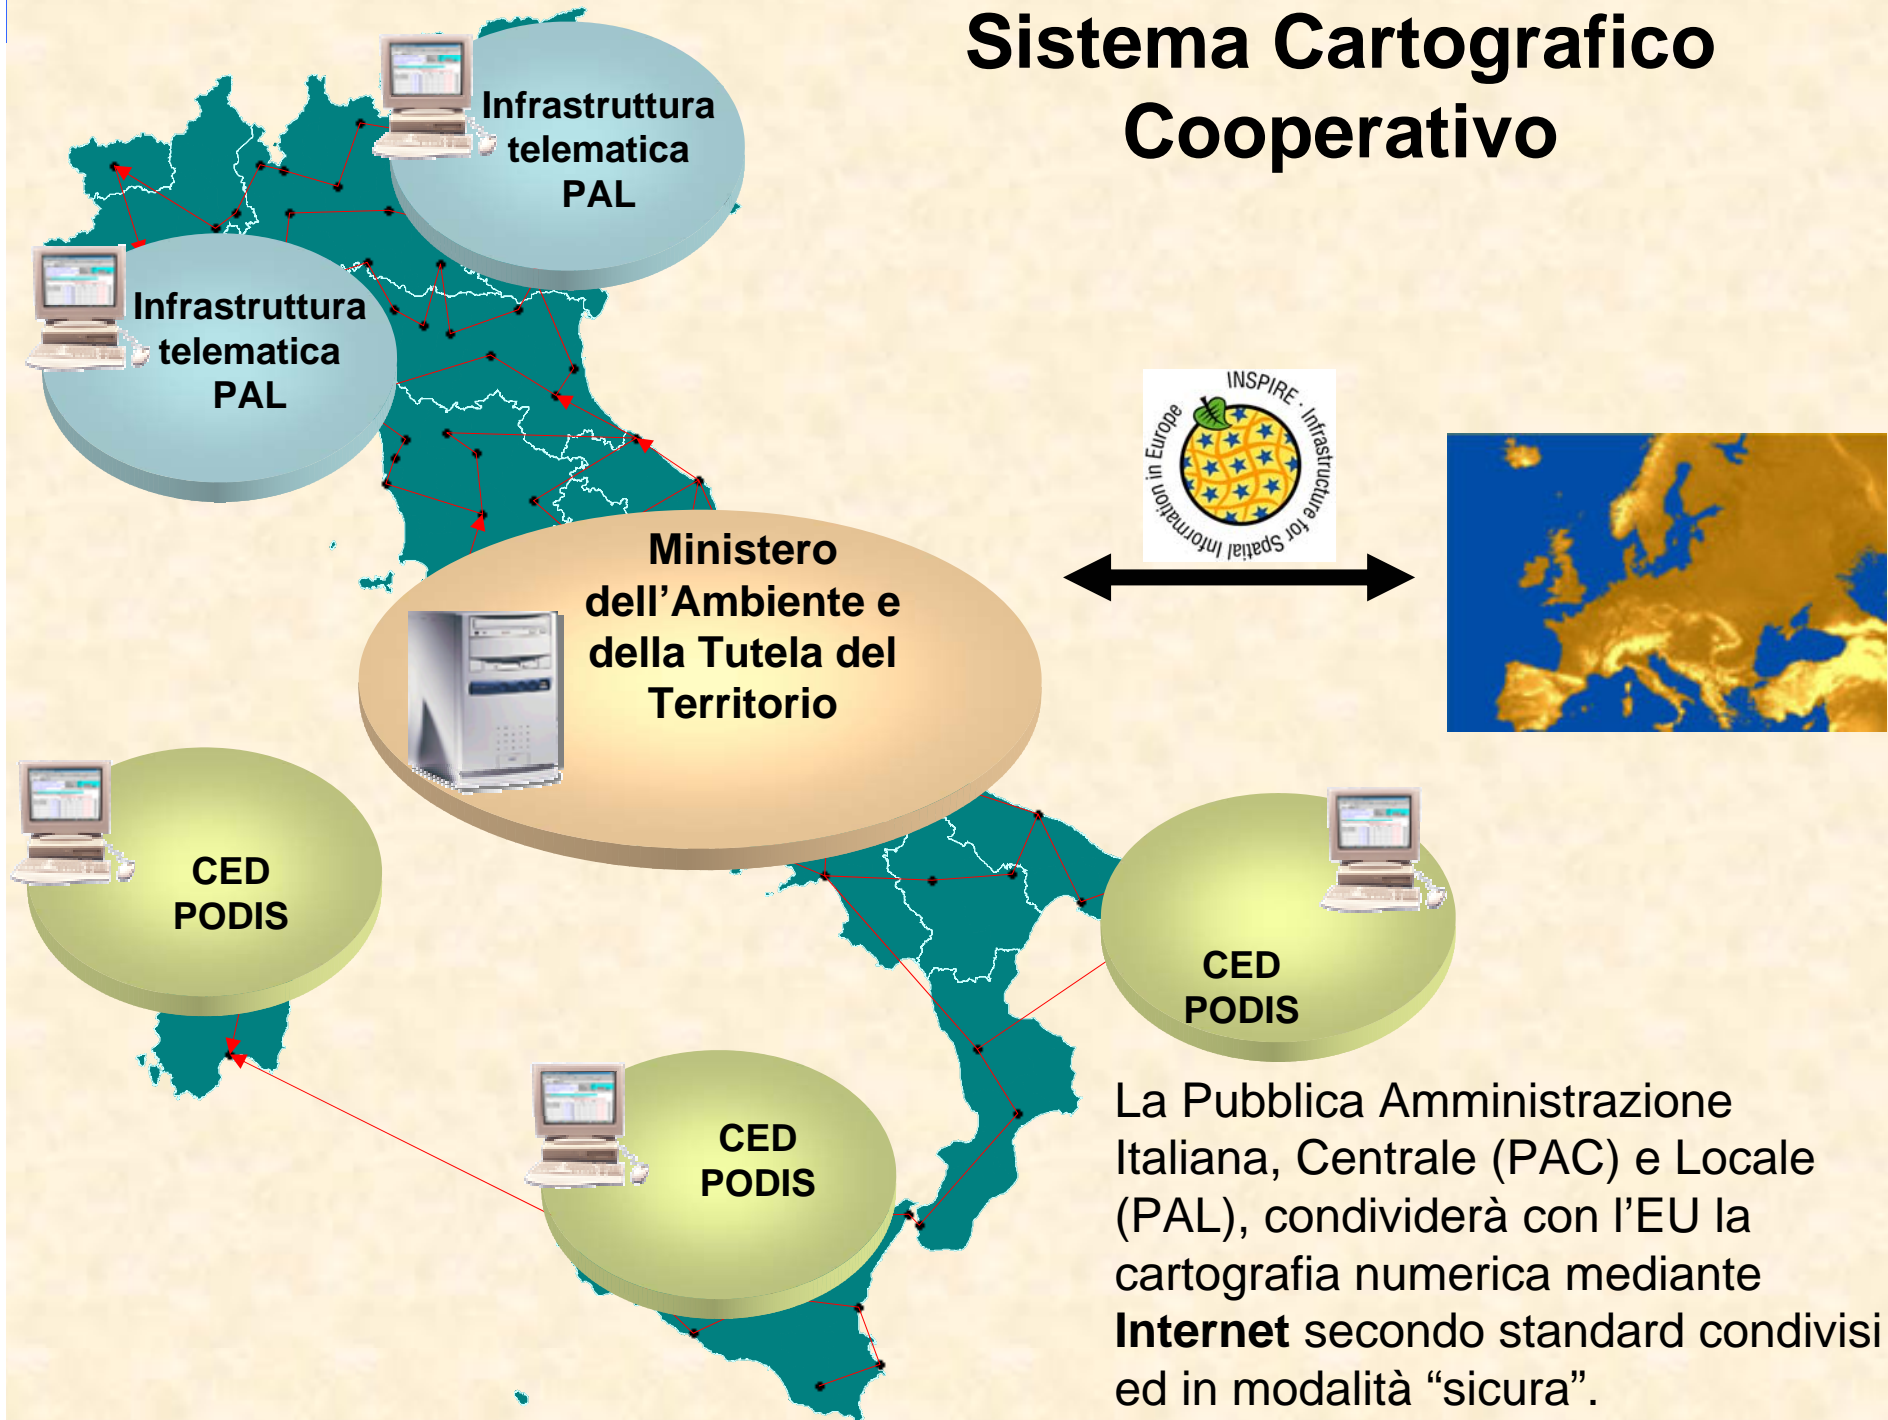 Sistema Cartografico
Cooperativo
Infrastruttura
telematica
PAL
Infrastruttura
telematica
PAL
INSPIRE · Infrastructure for Spatial Information in Europe
Ministero
dell’Ambiente e
della Tutela del
Territorio
CED
PODIS
CED
PODIS
CED
PODIS
La Pubblica Amministrazione
Italiana, Centrale (PAC) e Locale
(PAL), condividerà con l’EU la
cartografia numerica mediante
Internet secondo standard condivisi
ed in modalità “sicura”.